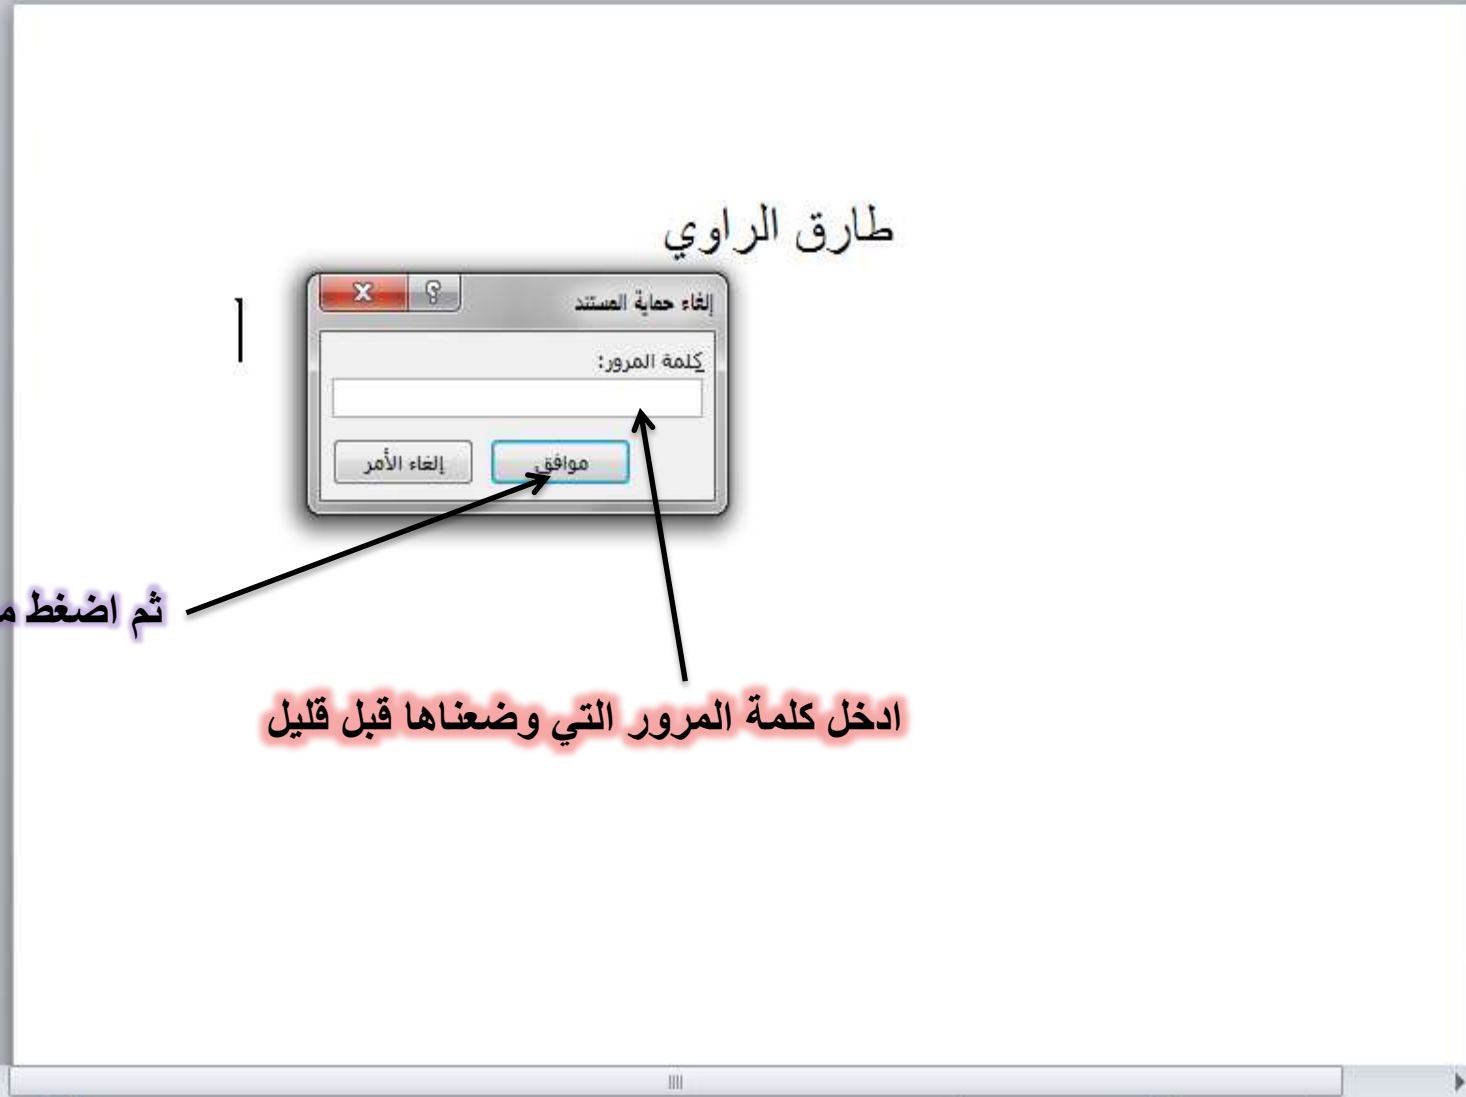 طارق الراوي
إلغاء حماية المستند
كلمة المرور:
موافق
إلغاء الأمر
ثم اضغط
ادخل كلمة المرور التي وضعناها قبل قليل